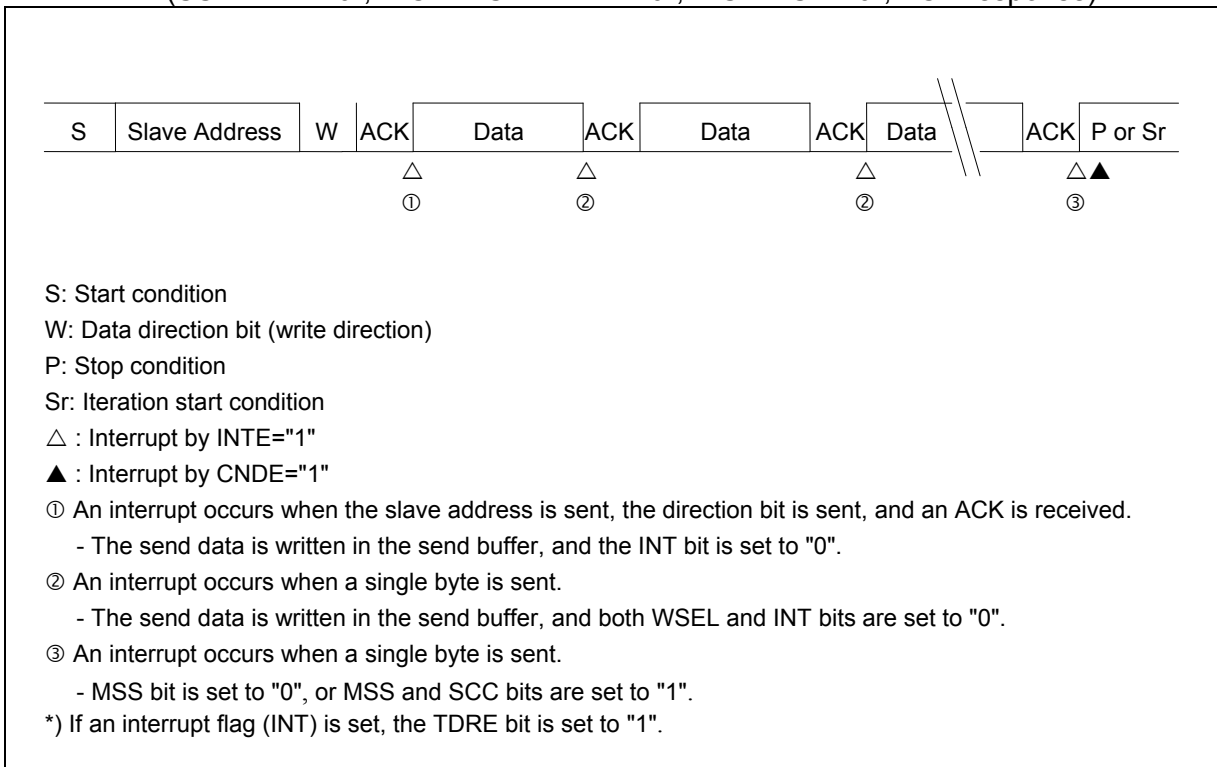 S Slave Address W ACK Data ACK Data ACK Data ACK P or Sr
△ △ △ △▲
① ② ② ③
S: Start condition
W: Data direction bit (write direction)
P: Stop condition
Sr: Iteration start condition
△ : Interrupt by INTE="1"
▲ : Interrupt by CNDE="1"
① An interrupt occurs when the slave address is sent, the direction bit is sent, and an ACK is received.
- The send data is written in the send buffer, and the INT bit is set to "0".
② An interrupt occurs when a single byte is sent.
- The send data is written in the send buffer, and both WSEL and INT bits are set to "0".
③ An interrupt occurs when a single byte is sent.
- MSS bit is set to "0", or MSS and SCC bits are set to "1".
*) If an interrupt flag (INT) is set, the TDRE bit is set to "1".